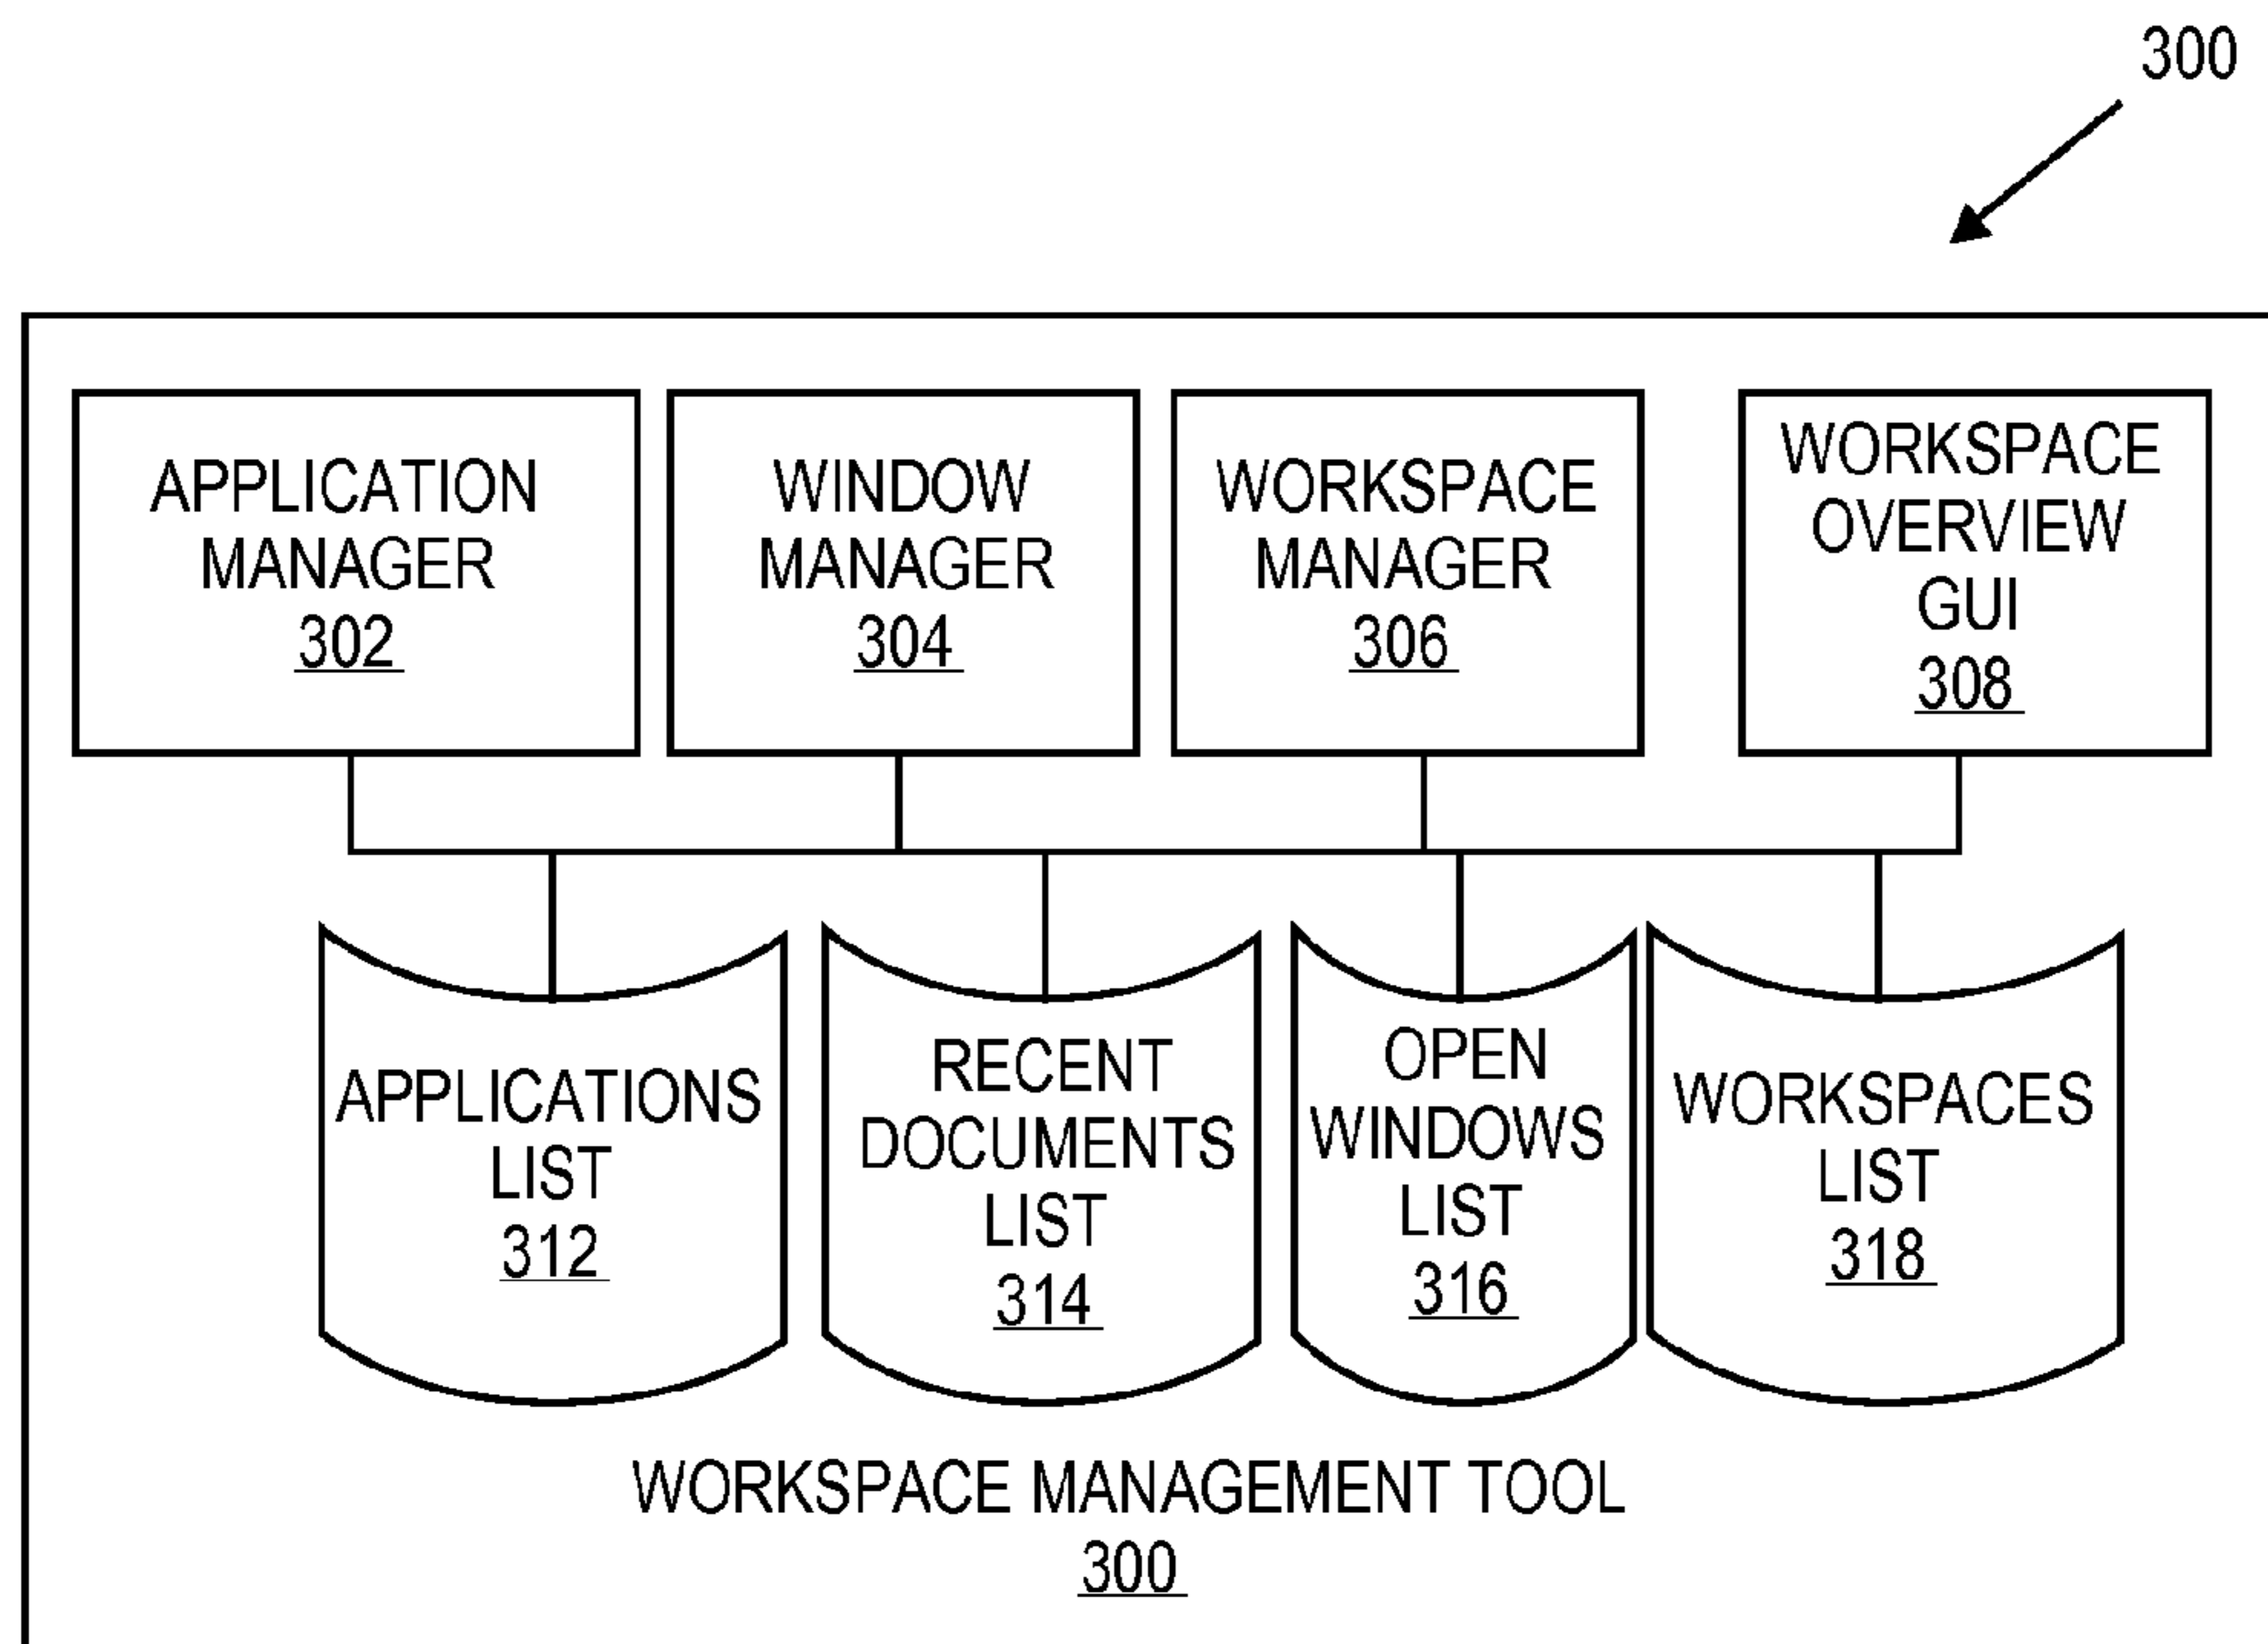 300
APPLICATION
MANAGER
302
WINDOW
MANAGER
304
WORKSPACE
MANAGER
306
WORKSPACE
OVERVIEW
GUI
308
APPLICATIONS
LIST
312
RECENT
DOCUMENTS
LIST
314
OPEN
WINDOWS
LIST
316
WORKSPACES
LIST
318
WORKSPACE MANAGEMENT TOOL
300